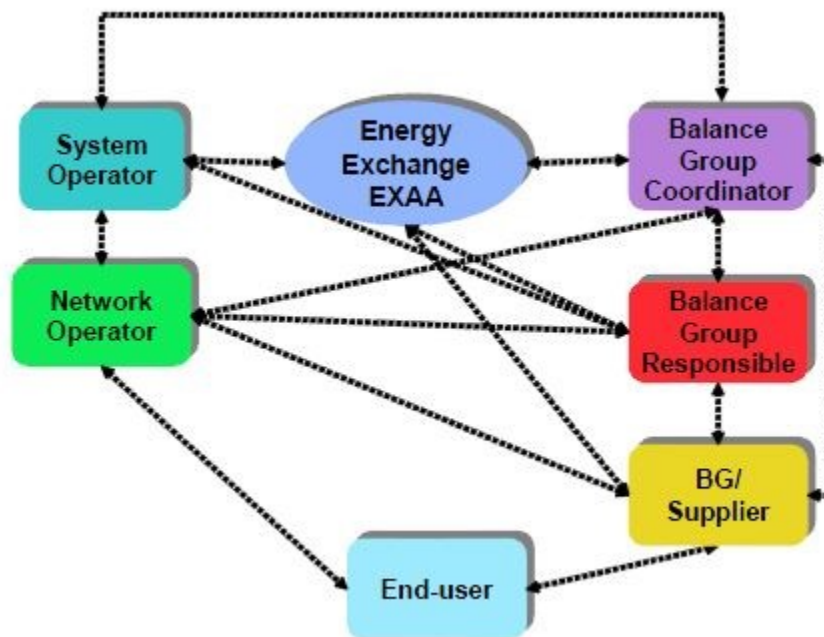 System
Operator
Energy
Exchange
EXAA
Balance
Group
Coordinator
Network
Operator
Balance
Group
Responsible
BG/
Supplier
End-user